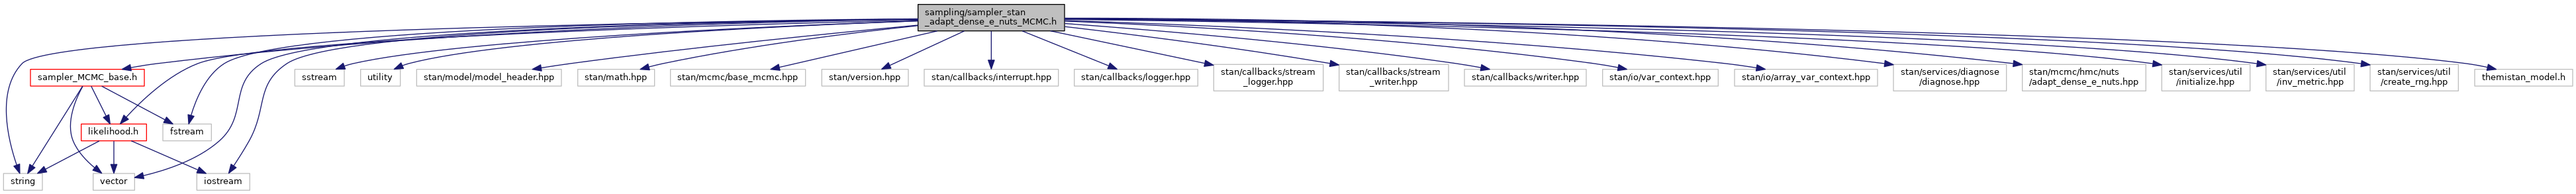 sampling/sampler_stan
_adapt_dense_e_nuts_MCMC.h
sampler_MCMC_base.h
sstream
utility
stan/model/model_header.hpp
stan/math.hpp
stan/mcmc/base_mcmc.hpp
stan/version.hpp
stan/callbacks/interrupt.hpp
stan/callbacks/logger.hpp
stan/callbacks/stream
_logger.hpp
stan/callbacks/stream
_writer.hpp
stan/callbacks/writer.hpp
stan/io/var_context.hpp
stan/io/array_var_context.hpp
stan/services/diagnose
/diagnose.hpp
stan/mcmc/hmc/nuts
/adapt_dense_e_nuts.hpp
stan/services/util
/initialize.hpp
stan/services/util
/inv_metric.hpp
stan/services/util
/create_rng.hpp
themistan_model.h
likelihood.h
fstream
string
vector
iostream